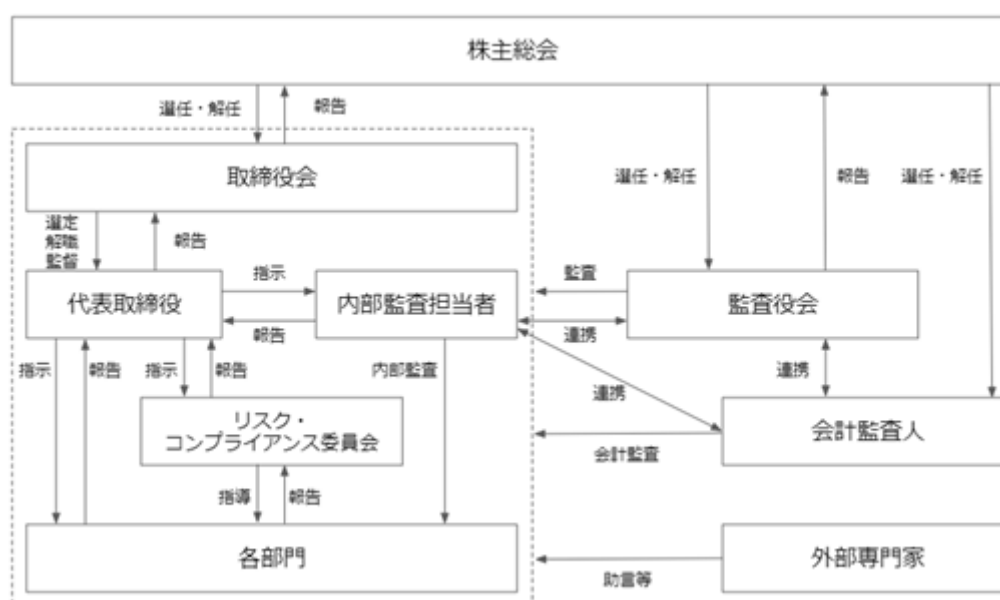 株主総会
選任・解任
報告
選任・解任
報告
選任・解任
取締役会
選定
解職
監督
報告
代表取締役
指示
報告
内部監査担当者
監査
連携
監査役会
指示
報告
指示
報告
内部監査
連携
連携
リスク・
コンプライアンス委員会
会計監査人
会計監査
指導
報告
各部門
外部専門家
助言等